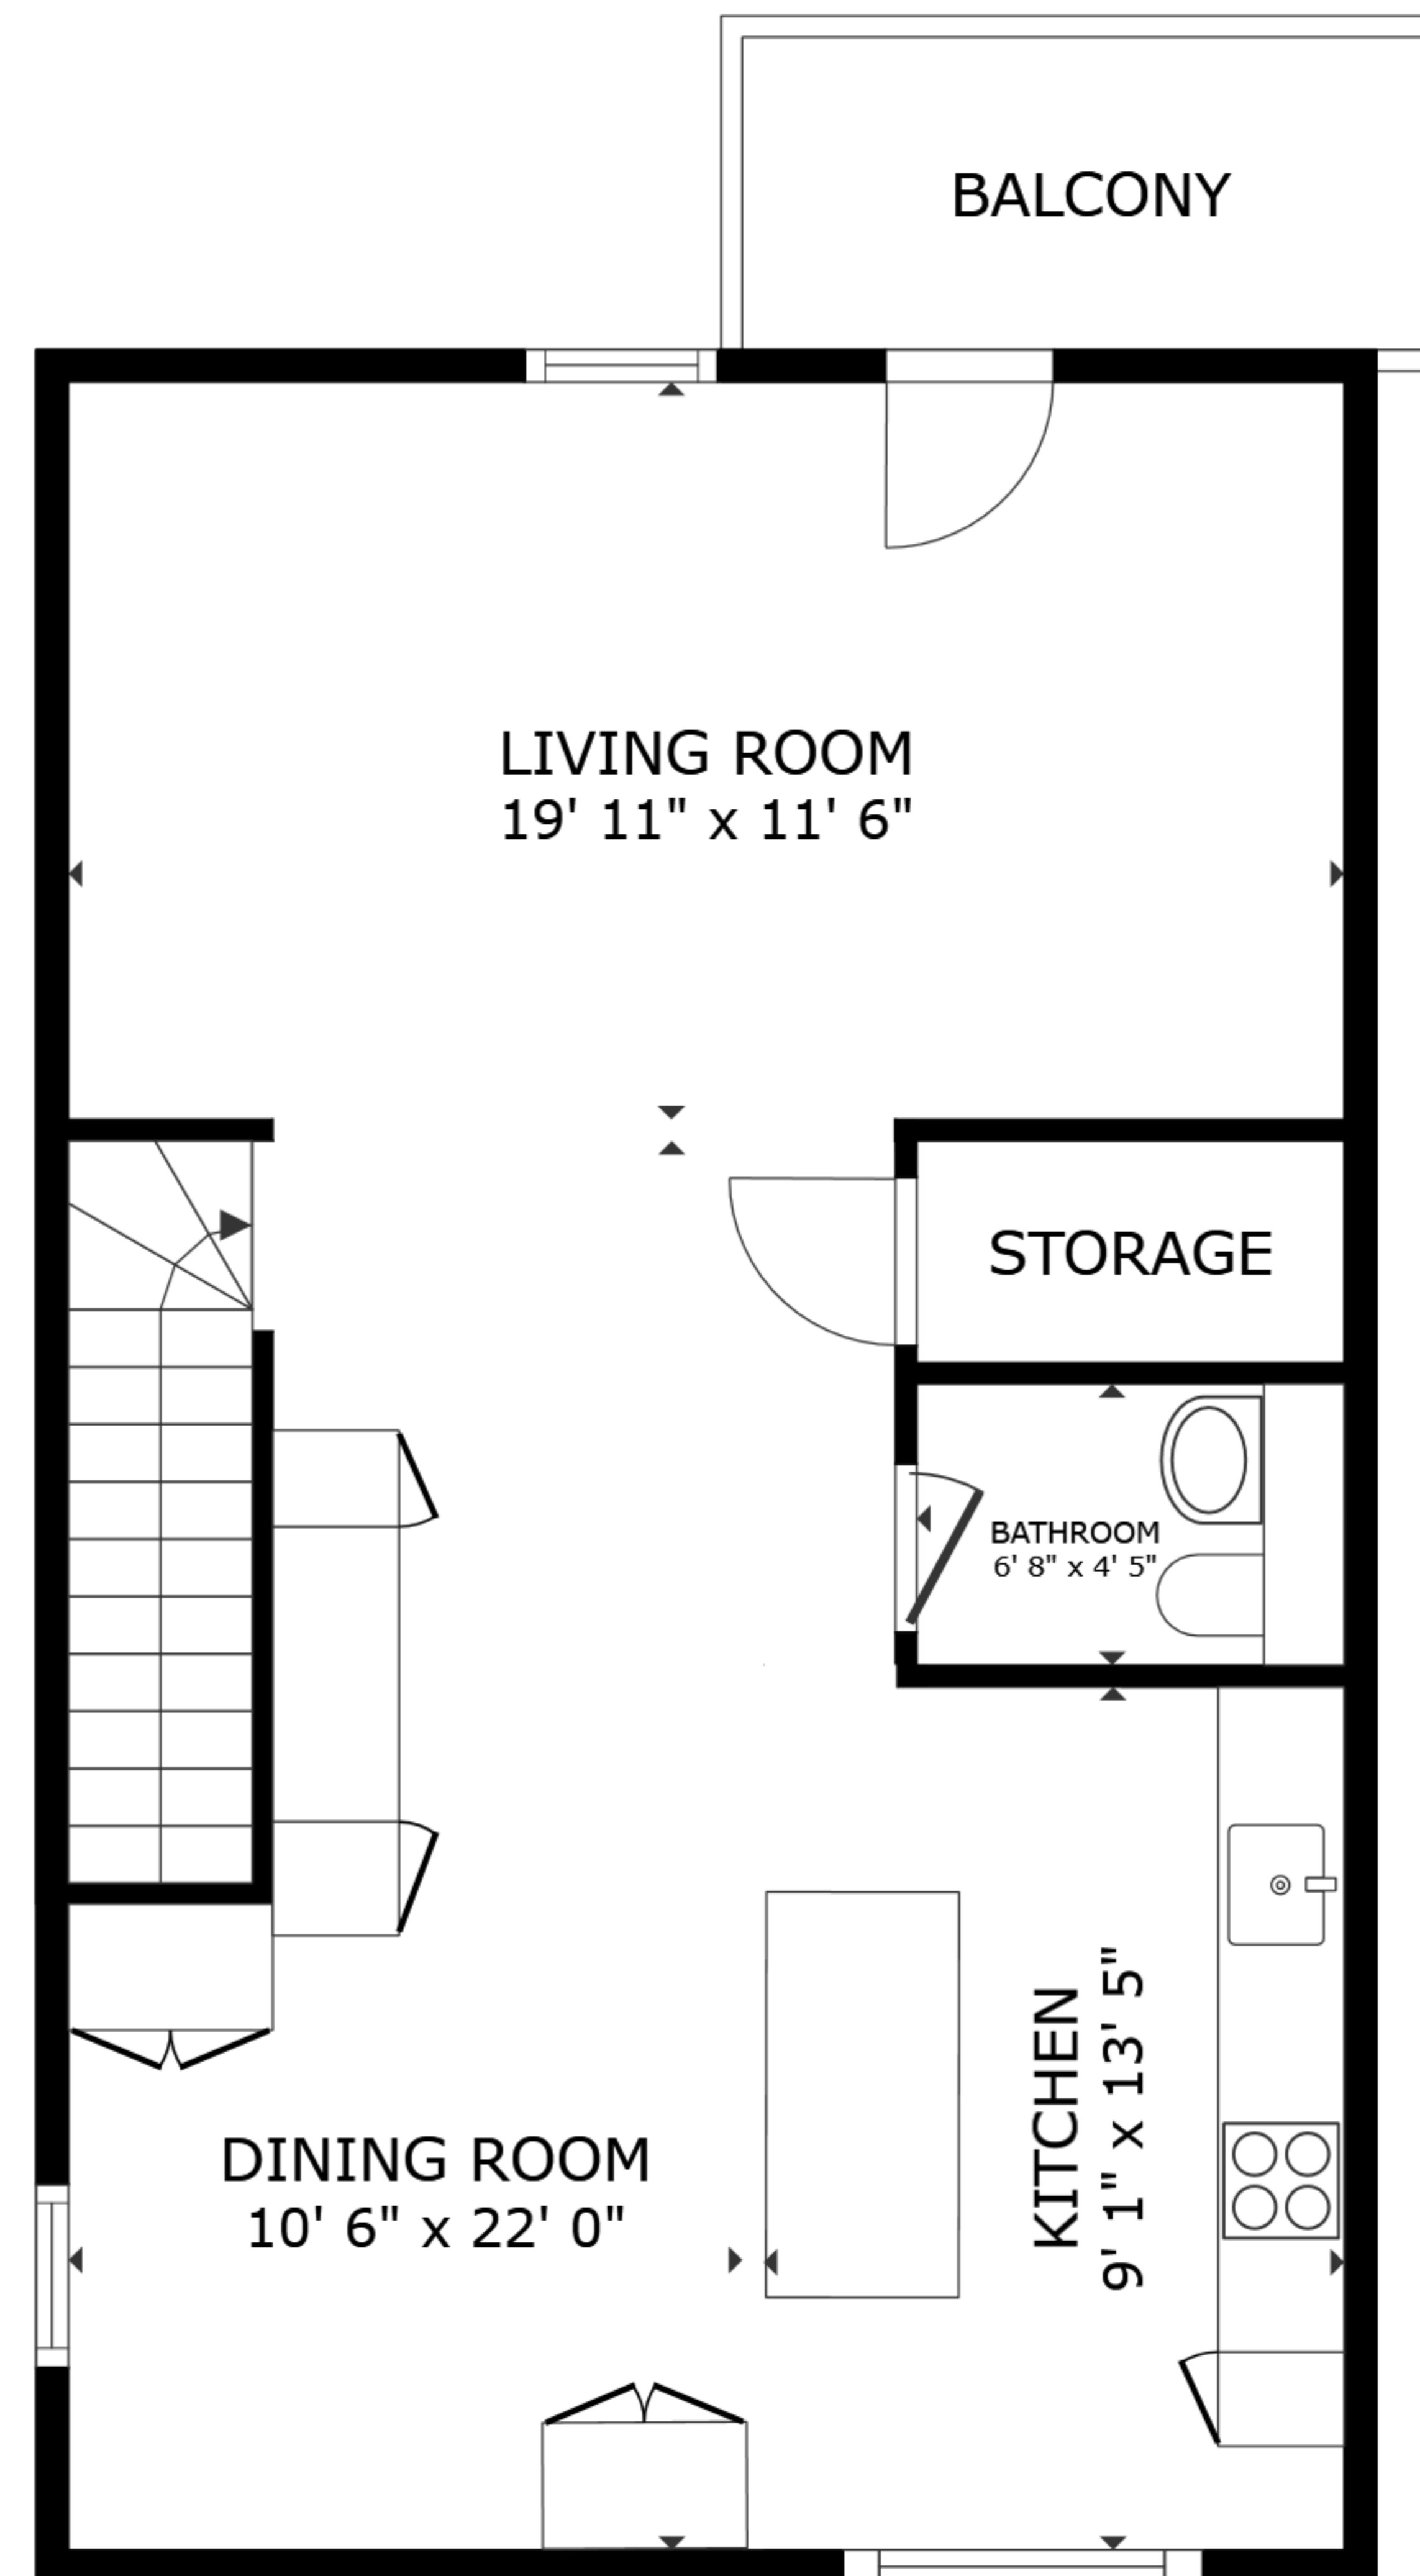 BALCONY
LIVING ROOM
19' 11" x 11' 6"
STORAGE
BATHROOM
6' 8" x 4' 5"
KITCHEN
9' 1" x 13' 5"
DINING ROOM
10' 6" x 22' 0"